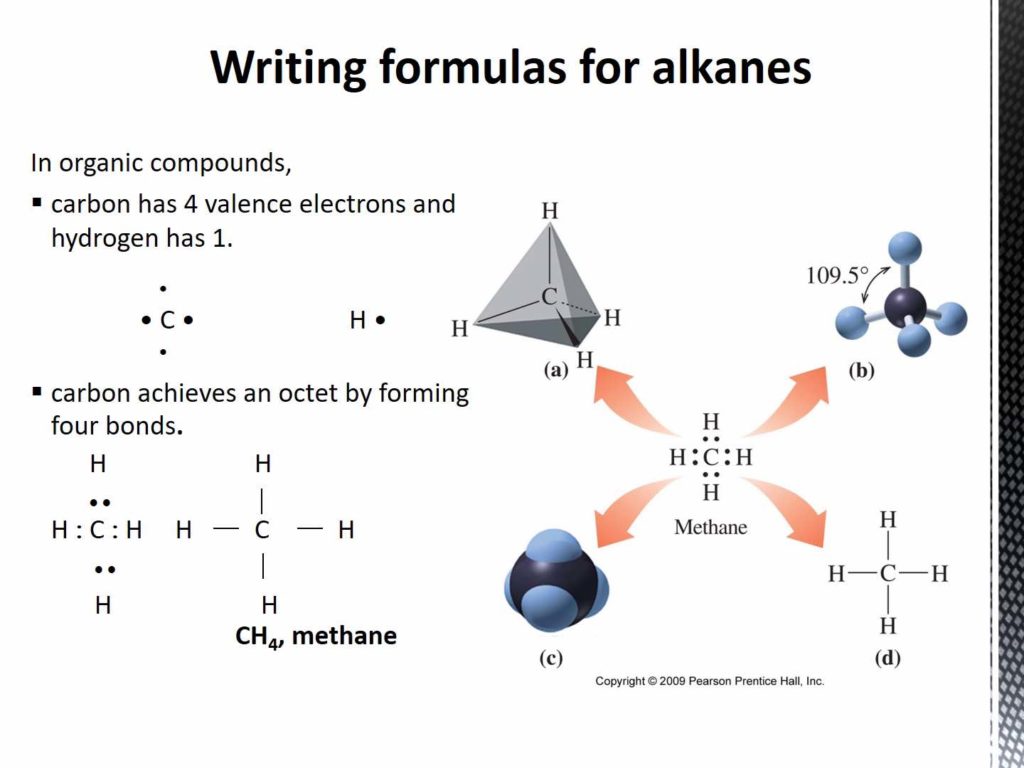 Writing formulas for alkanes
In organic compounds,
▪ carbon has 4 valence electrons and
hydrogen has 1.
•
• C •
•
H •
▪ carbon achieves an octet by forming
four bonds.
H
••
H : C : H
••
H
H
|
H — C — H
|
H
CH₄, methane
H
C
H
H
H
(a)
109.5°
(b)
H
••
H:C:H
••
H
Methane
(c)
H
|
H—C—H
|
H
(d)
Copyright © 2009 Pearson Prentice Hall, Inc.